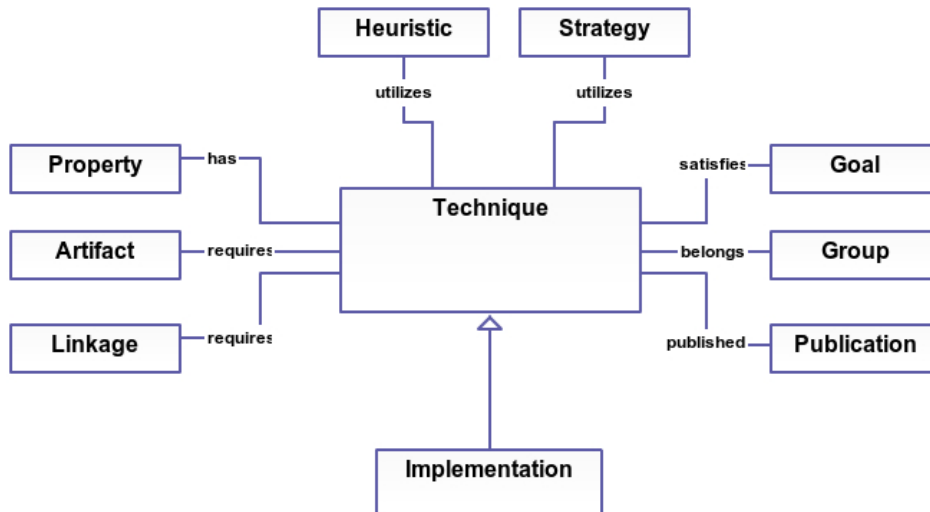 Heuristic
Strategy
utilizes
utilizes
Property
has
satisfies
Goal
Technique
Artifact
requires
belongs
Group
Linkage
requires
published
Publication
Implementation